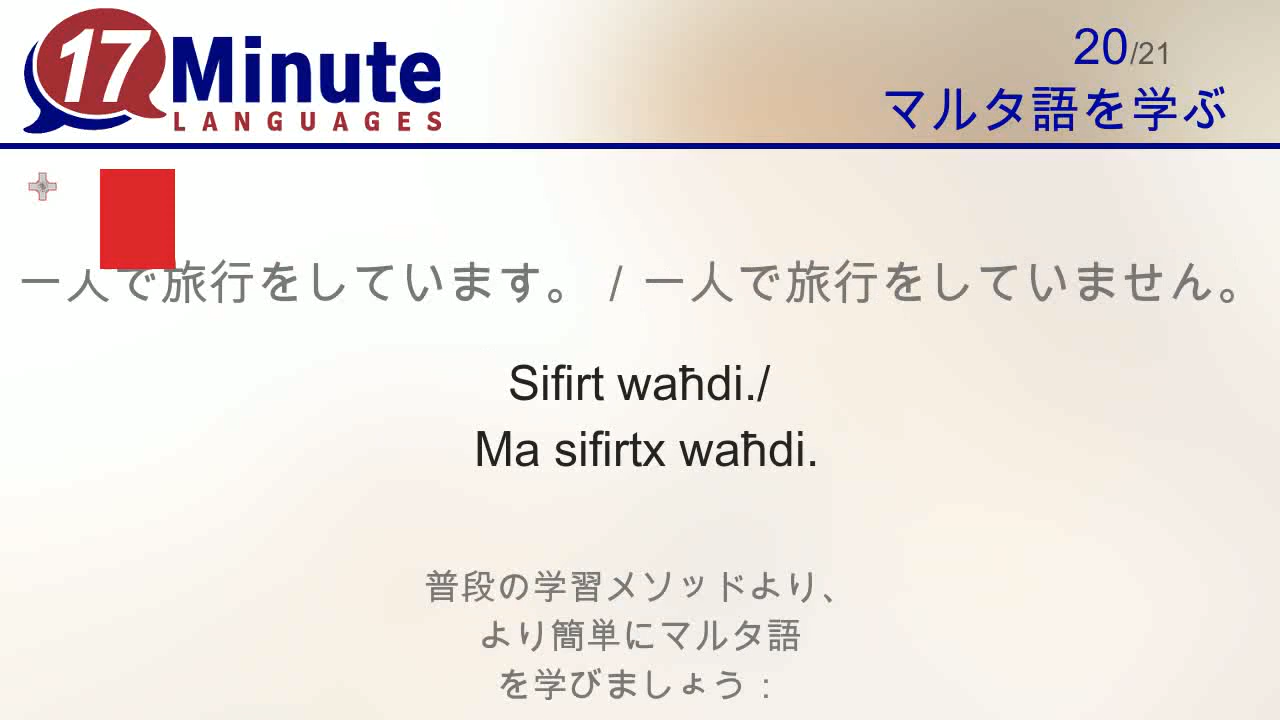 17 Minute
LANGUAGES
20/21
マルタ語を学ぶ
一人で旅行をしています。 / 一人で旅行をしていません。
Sifirt waħdi./
Ma sifirtx waħdi.
普段の学習メソッドより、
より簡単にマルタ語
を学びましょう：